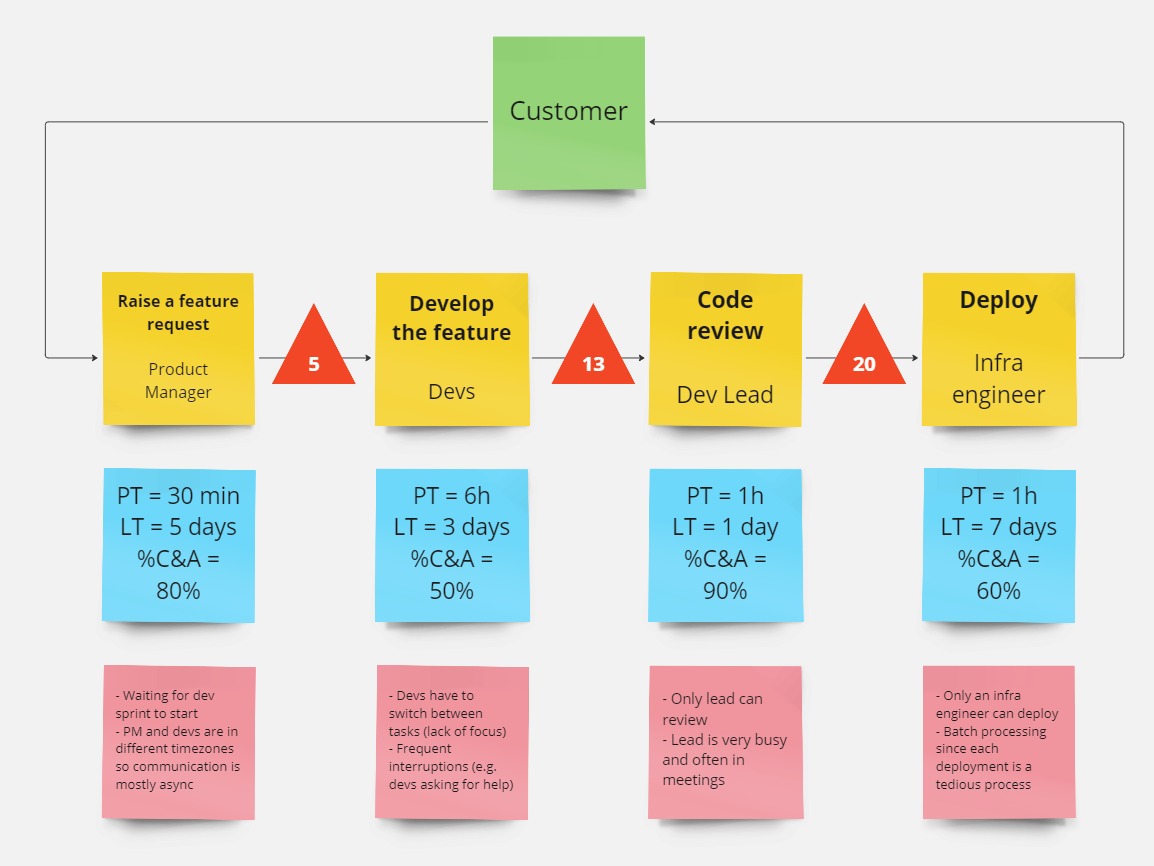 Customer
Raise a feature
request
Product
Manager
5
Develop
the feature
Devs
13
Code
review
Dev Lead
20
Deploy
Infra
engineer
PT = 30 min
LT = 5 days
%C&A =
80%
PT = 6h
LT = 3 days
%C&A =
50%
PT = 1h
LT = 1 day
%C&A =
90%
PT = 1h
LT = 7 days
%C&A =
60%
- Waiting for dev
sprint to start
- PM and devs are in
different timezones
so communication is
mostly async
- Devs have to
switch between
tasks (lack of focus)
- Frequent
interruptions (e.g.
devs asking for help)
- Only lead can
review
- Lead is very busy
and often in
meetings
- Only an infra
engineer can deploy
- Batch processing
since each
deployment is a
tedious process